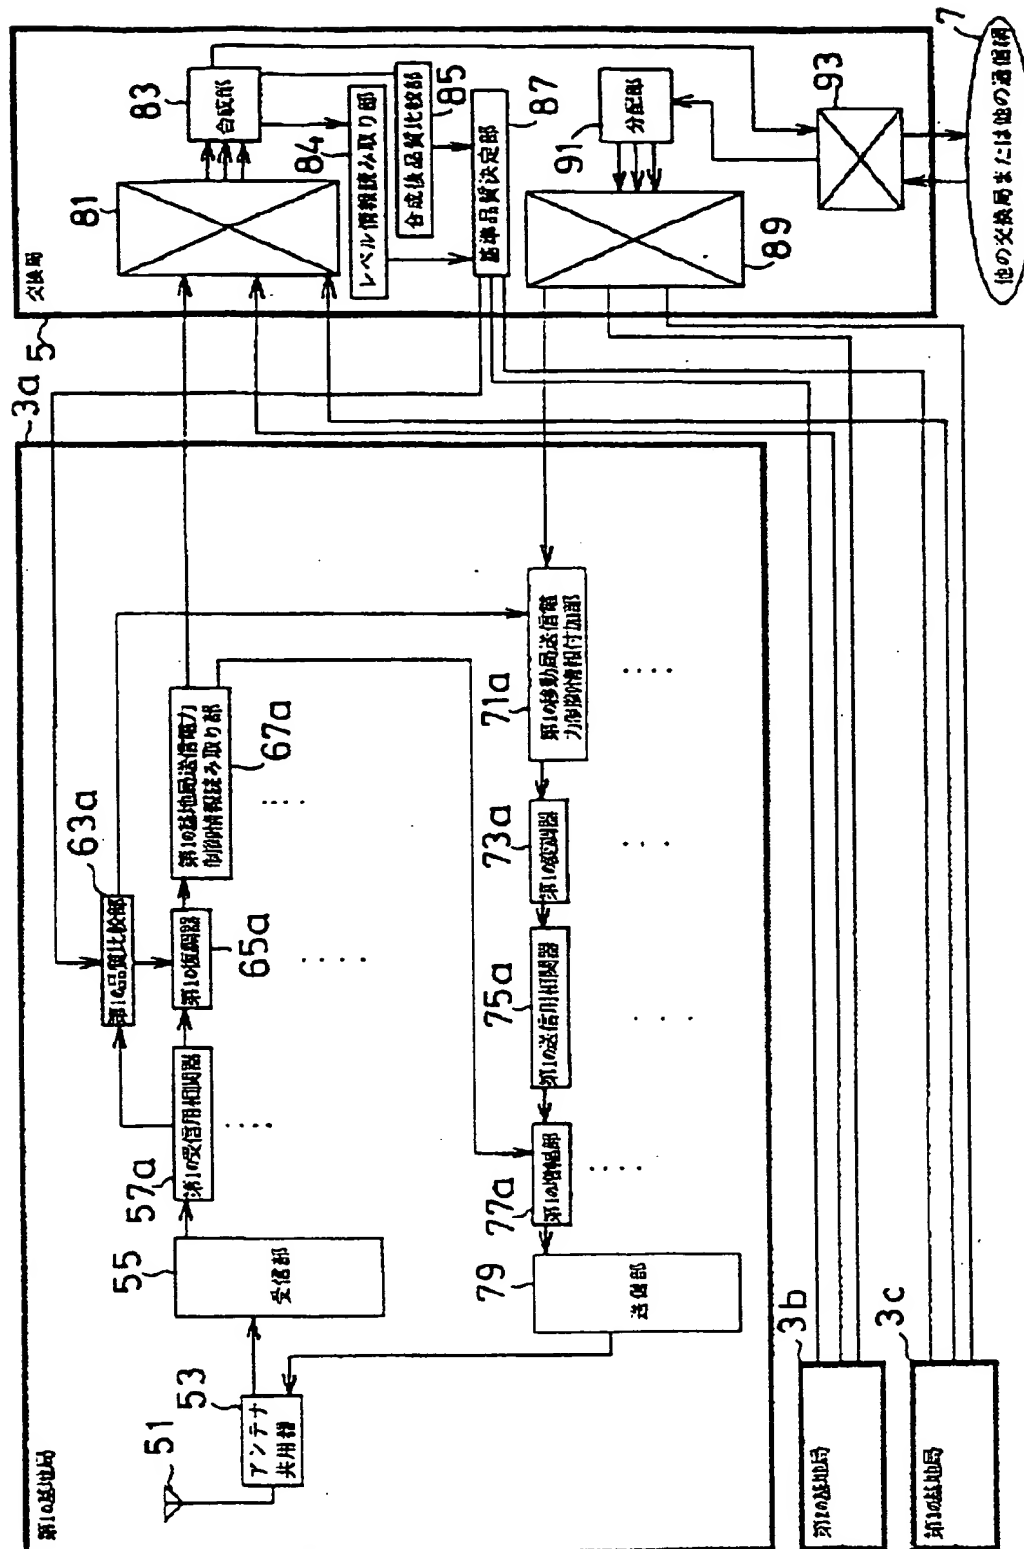 第1の基地局
51
53
アンテナ
共用器
55
受信部
57a
第1の受信用相関器
63a
第1の品質比較部
65a
第1の復調器
67a
第1の基地局送信電力
制御情報読み取り部
71a
第1の移動局送信電
力制御情報付加部
73a
第1の変調器
75a
第1の送信用相関器
77a
第1の増幅部
79
送信部
3a
3b
第2の基地局
3c
第3の基地局
5
交換局
81
83
合成部
84
レベル情報読み取り部
85
合成後品質比較部
87
基準品質決定部
89
91
分配部
93
7
他の交換局または他の通信網